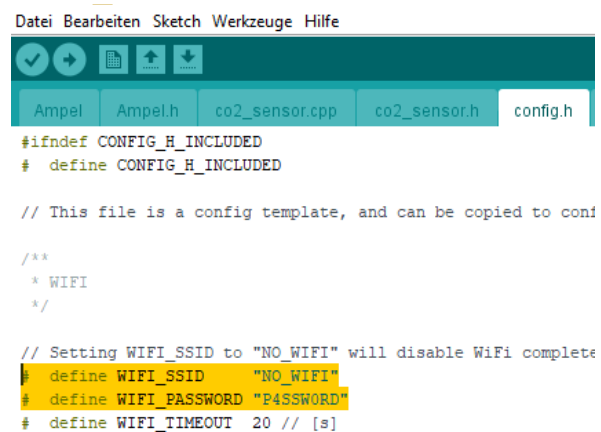 Datei Bearbeiten Sketch Werkzeuge Hilfe
Ampel Ampel.h co2_sensor.cpp co2_sensor.h config.h
#ifndef CONFIG_H_INCLUDED
#  define CONFIG_H_INCLUDED
// This file is a config template, and can be copied to conf
/**
 * WIFI
 */
// Setting WIFI_SSID to "NO_WIFI" will disable WiFi complete
#  define WIFI_SSID     "NO_WIFI"
#  define WIFI_PASSWORD "P4SSW0RD"
#  define WIFI_TIMEOUT  20 // [s]